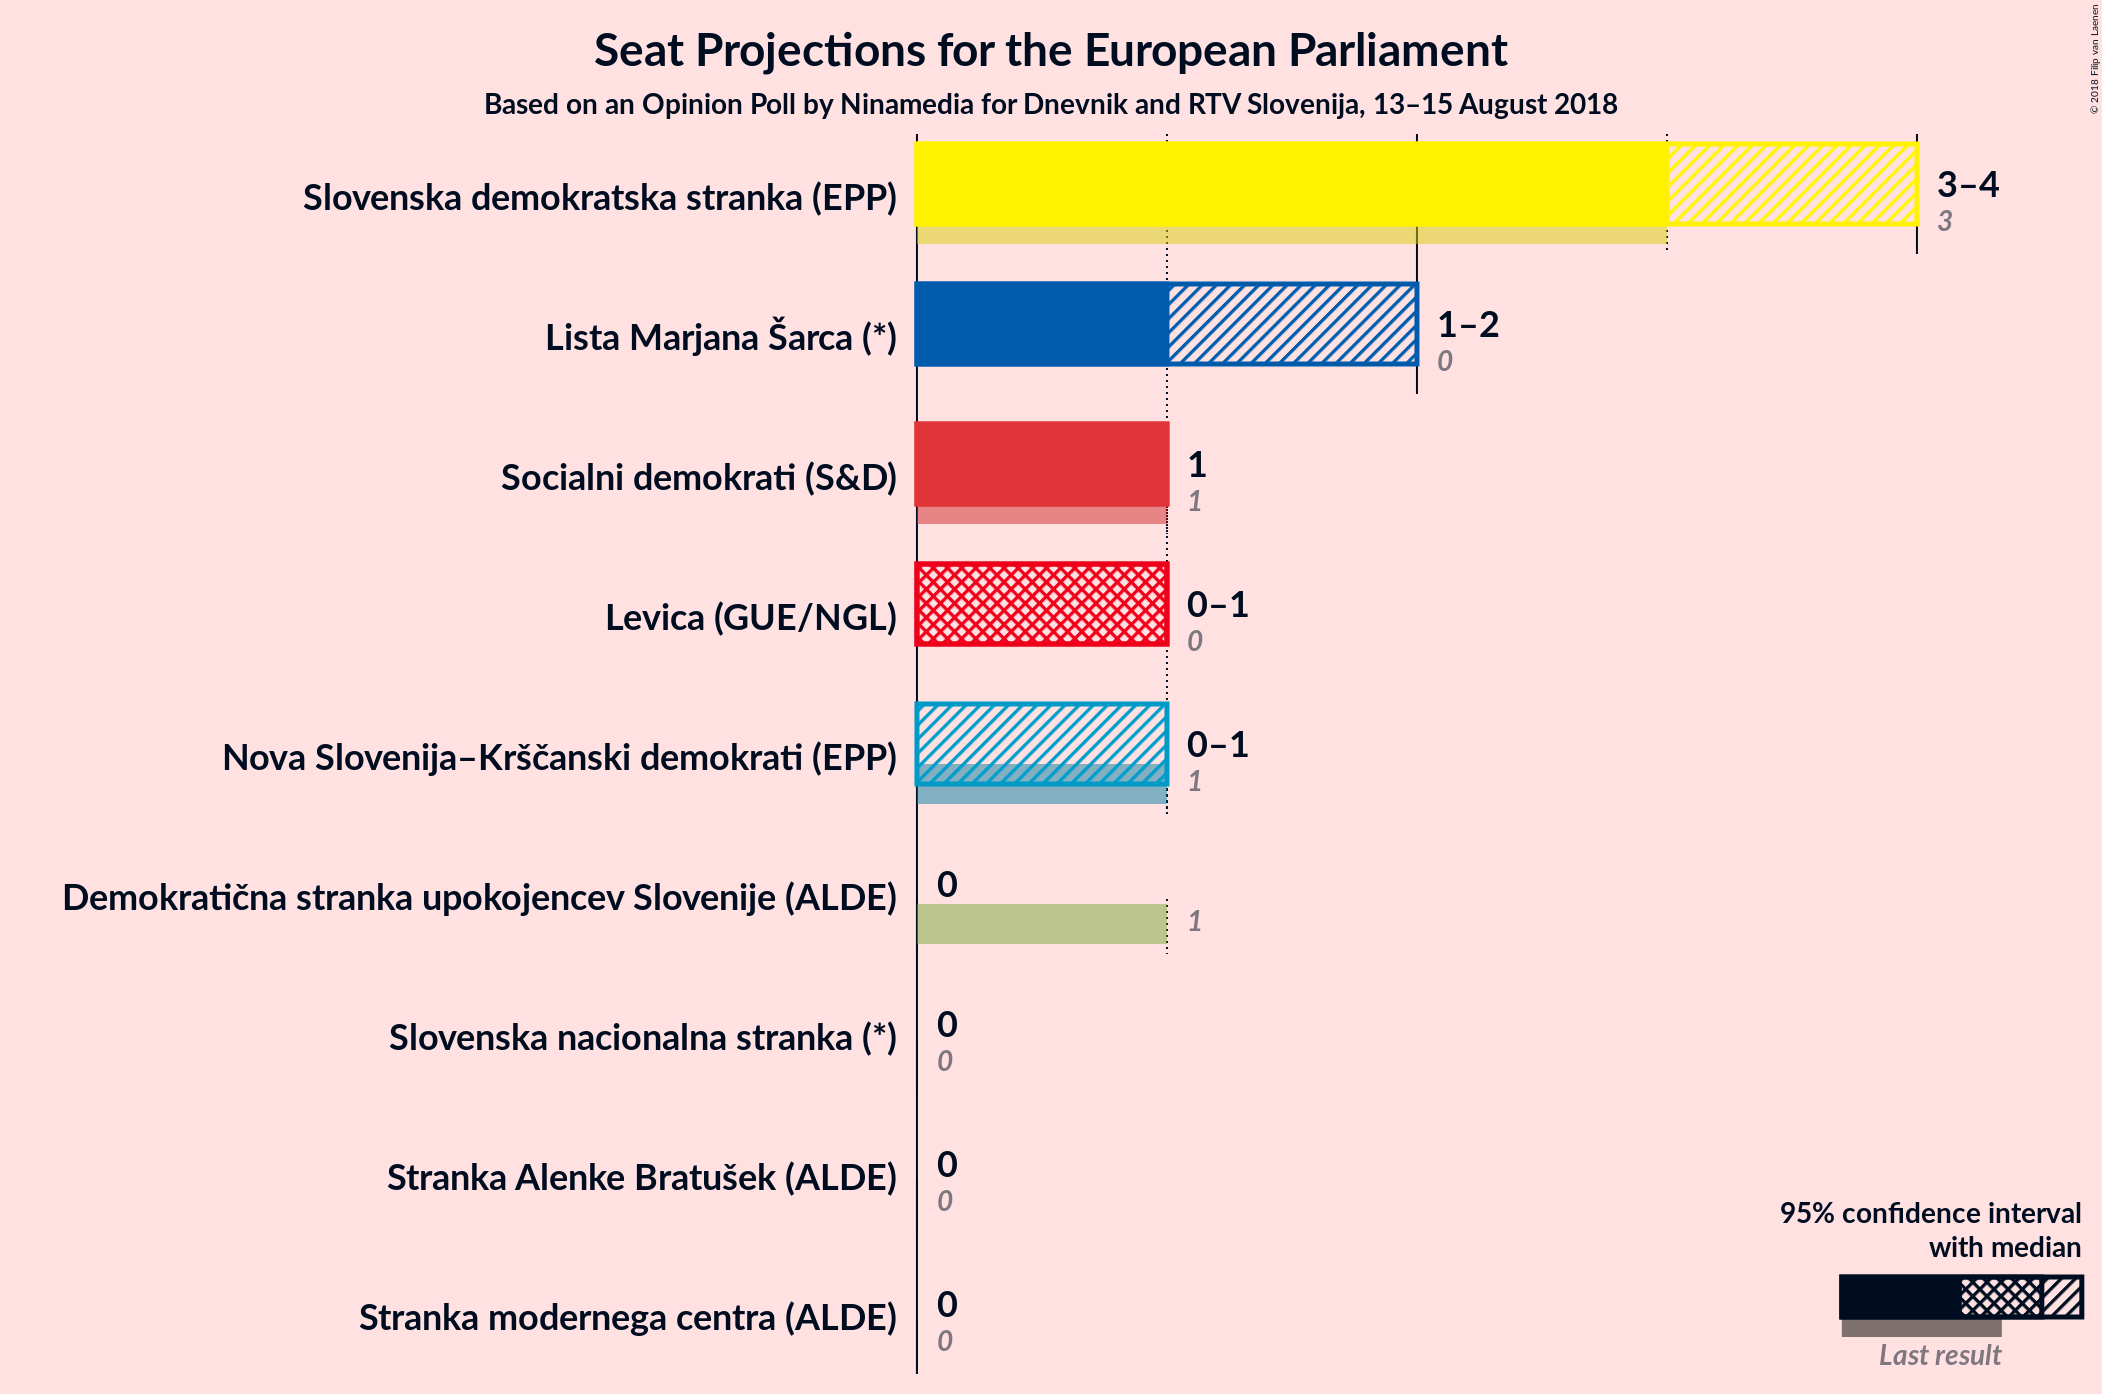 Seat Projections for the European Parliament
Based on an Opinion Poll by Ninamedia for Dnevnik and RTV Slovenija, 13–15 August 2018
© 2018 Filip van Laenen
Slovenska demokratska stranka (EPP)
3–4
3
Lista Marjana Šarca (*)
1–2
0
Socialni demokrati (S&D)
1
1
Levica (GUE/NGL)
0–1
0
Nova Slovenija–Krščanski demokrati (EPP)
0–1
1
Demokratična stranka upokojencev Slovenije (ALDE)
0
1
Slovenska nacionalna stranka (*)
0
0
Stranka Alenke Bratušek (ALDE)
0
0
Stranka modernega centra (ALDE)
0
0
95% confidence interval
with median
Last result